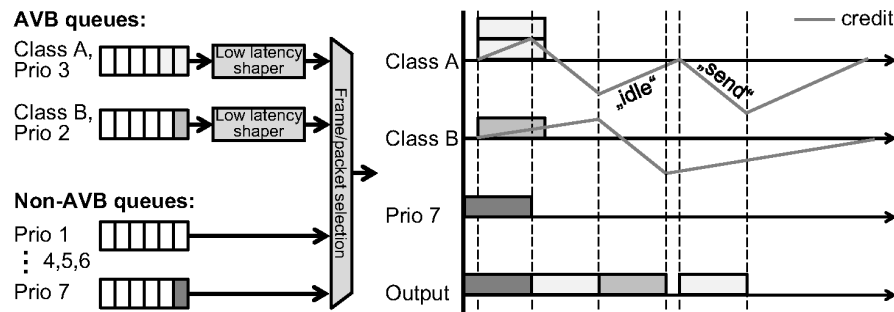 AVB queues:
Class A,
Prio 3
Low latency
shaper
Class B,
Prio 2
Low latency
shaper
Frame/packet selection
Non-AVB queues:
Prio 1
⋮ 4,5,6
Prio 7
credit
Class A
„idle“
„send“
Class B
Prio 7
Output